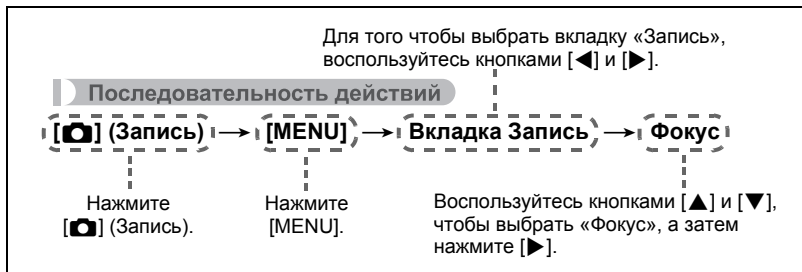 Для того чтобы выбрать вкладку «Запись»,
воспользуйтесь кнопками [◀] и [▶].
Последовательность действий
[📷] (Запись) → [MENU] → Вкладка Запись → Фокус
Нажмите
[📷] (Запись).
Нажмите
[MENU].
Воспользуйтесь кнопками [▲] и [▼],
чтобы выбрать «Фокус», а затем
нажмите [▶].